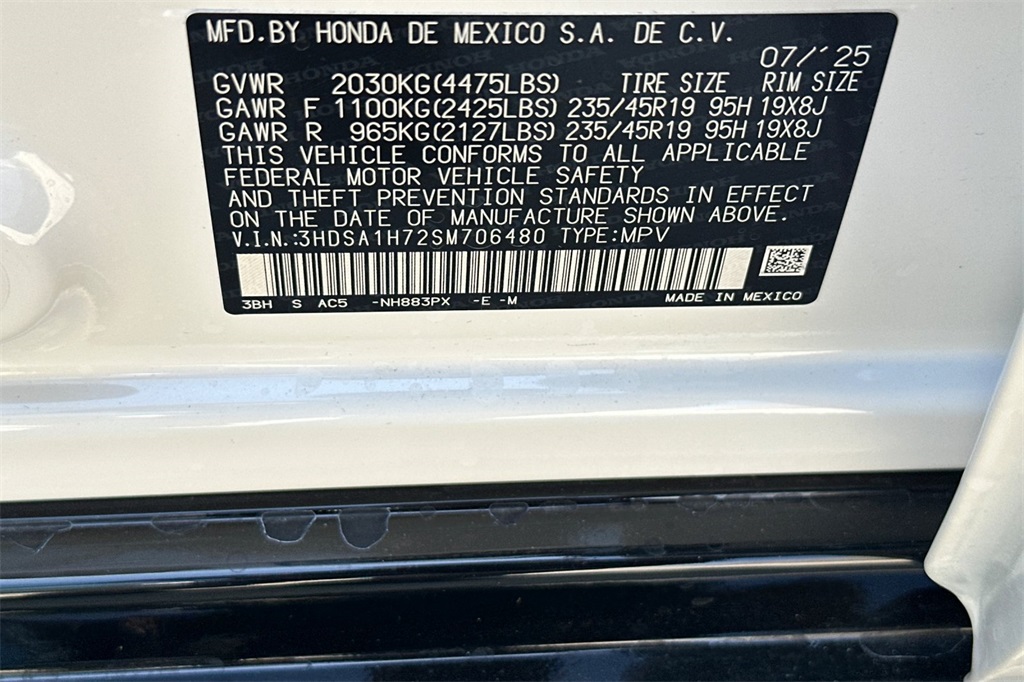 MFD.BY HONDA DE MEXICO S.A. DE C.V.
07/'25
GVWR 2030KG(4475LBS) TIRE SIZE RIM SIZE
GAWR F 1100KG(2425LBS) 235/45R19 95H 19X8J
GAWR R 965KG(2127LBS) 235/45R19 95H 19X8J
THIS VEHICLE CONFORMS TO ALL APPLICABLE
FEDERAL MOTOR VEHICLE SAFETY
AND THEFT PREVENTION STANDARDS IN EFFECT
ON THE DATE OF MANUFACTURE SHOWN ABOVE.
V.I.N.:3HDSA1H72SM706480 TYPE:MPV
3BH S AC5 -NH883PX -E -M MADE IN MEXICO